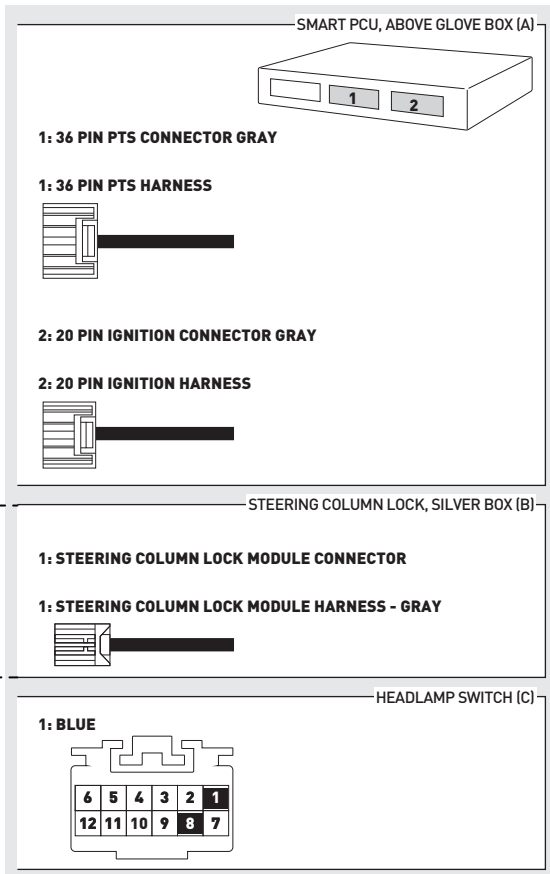 SMART PCU, ABOVE GLOVE BOX (A)
1 2
1: 36 PIN PTS CONNECTOR GRAY
1: 36 PIN PTS HARNESS
2: 20 PIN IGNITION CONNECTOR GRAY
2: 20 PIN IGNITION HARNESS
STEERING COLUMN LOCK, SILVER BOX (B)
1: STEERING COLUMN LOCK MODULE CONNECTOR
1: STEERING COLUMN LOCK MODULE HARNESS - GRAY
HEADLAMP SWITCH (C)
1: BLUE
6 5 4 3 2 1
12 11 10 9 8 7